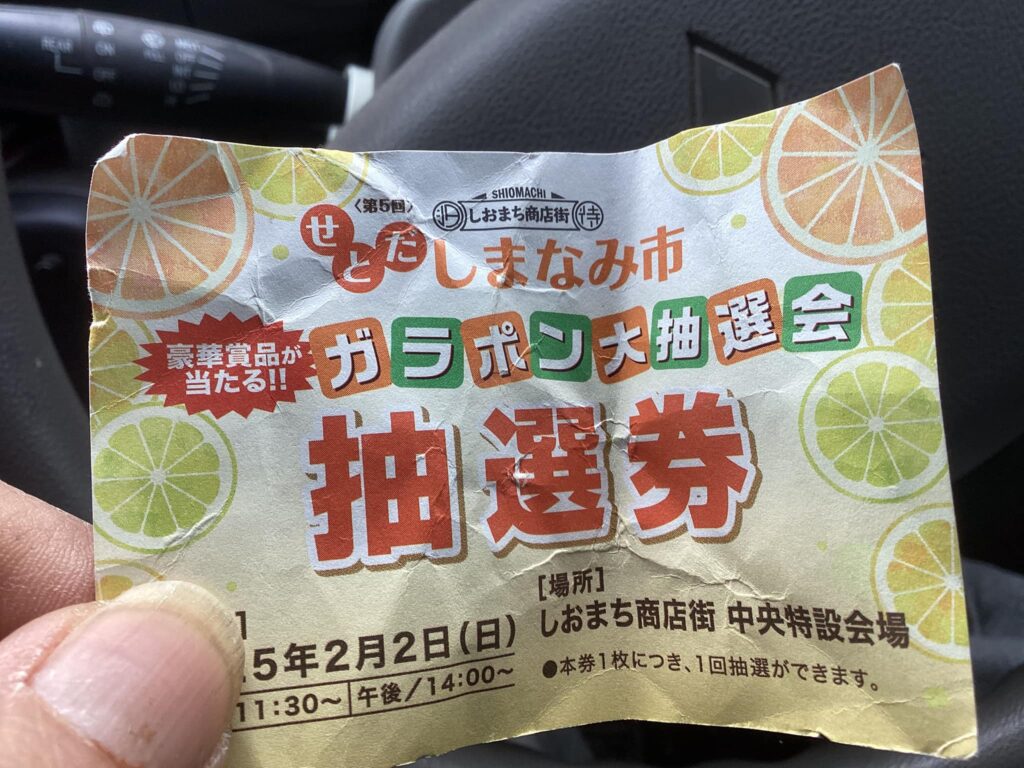 REAR
〈第5回〉
SHIOMACHI
しおまち商店街
せとだ しまなみ市
豪華賞品が
当たる!!
ガラポン大抽選会
抽選券
5年2月2日(日)
11:30〜 午後/14:00〜
[場所]
しおまち商店街 中央特設会場
●本券1枚につき、1回抽選ができます。